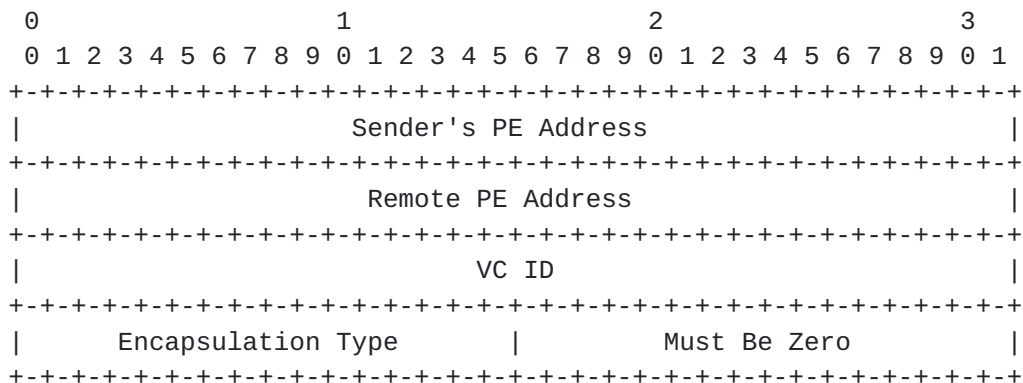 0                   1                   2                   3
 0 1 2 3 4 5 6 7 8 9 0 1 2 3 4 5 6 7 8 9 0 1 2 3 4 5 6 7 8 9 0 1
+-+-+-+-+-+-+-+-+-+-+-+-+-+-+-+-+-+-+-+-+-+-+-+-+-+-+-+-+-+-+-+-+
|                     Sender's PE Address                       |
+-+-+-+-+-+-+-+-+-+-+-+-+-+-+-+-+-+-+-+-+-+-+-+-+-+-+-+-+-+-+-+-+
|                      Remote PE Address                        |
+-+-+-+-+-+-+-+-+-+-+-+-+-+-+-+-+-+-+-+-+-+-+-+-+-+-+-+-+-+-+-+-+
|                             VC ID                             |
+-+-+-+-+-+-+-+-+-+-+-+-+-+-+-+-+-+-+-+-+-+-+-+-+-+-+-+-+-+-+-+-+
|      Encapsulation Type       |         Must Be Zero          |
+-+-+-+-+-+-+-+-+-+-+-+-+-+-+-+-+-+-+-+-+-+-+-+-+-+-+-+-+-+-+-+-+